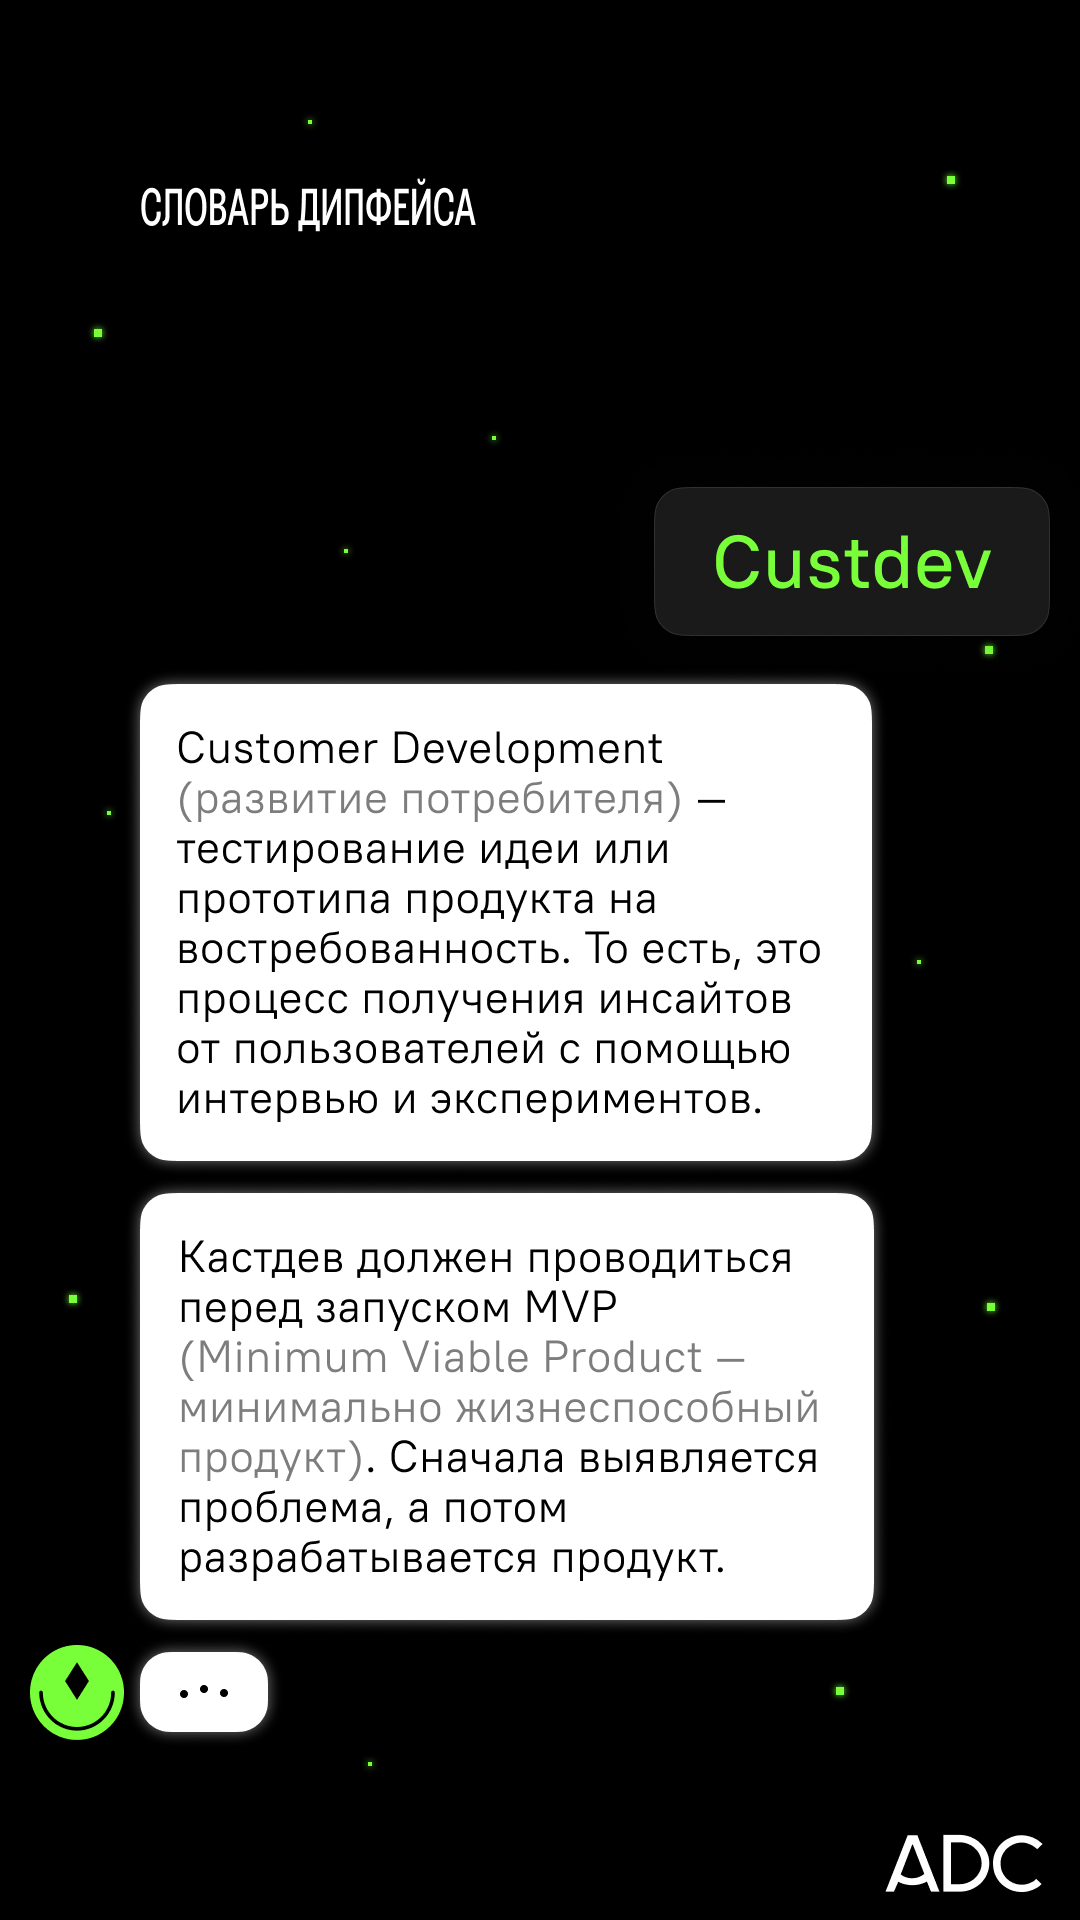 СЛОВАРЬ ДИПФЕЙСА
Custdev
Customer Development
(развитие потребителя) —
тестирование идеи или
прототипа продукта на
востребованность. То есть, это
процесс получения инсайтов
от пользователей с помощью
интервью и экспериментов.
Кастдев должен проводиться
перед запуском MVP
(Minimum Viable Product —
минимально жизнеспособный
продукт). Сначала выявляется
проблема, а потом
разрабатывается продукт.
ADC